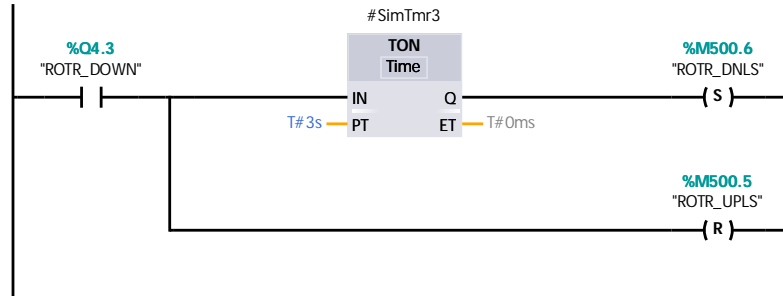 #SimTmr3
%Q4.3
"ROTR_DOWN"
TON
Time
%M500.6
"ROTR_DNLS"
IN
Q
S
T#3s
PT
ET
T#0ms
%M500.5
"ROTR_UPLS"
R